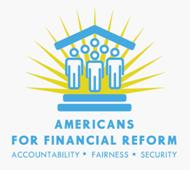 AMERICANS
FOR FINANCIAL REFORM
ACCOUNTABILITY • FAIRNESS • SECURITY